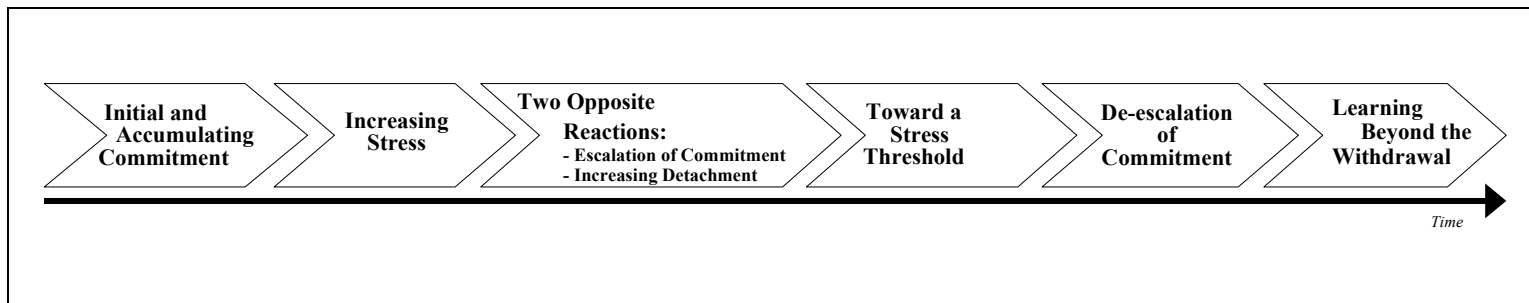 Initial and
Accumulating
Commitment
Increasing
Stress
Two Opposite
Reactions:
- Escalation of Commitment
- Increasing Detachment
Toward a
Stress
Threshold
De-escalation
of
Commitment
Learning
Beyond the
Withdrawal
Time